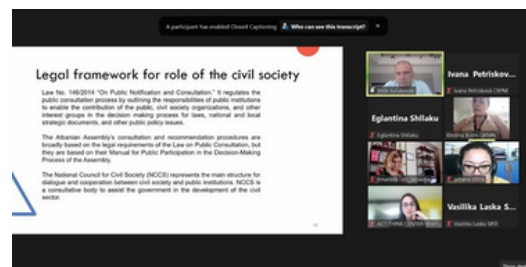 A participant has enabled Closed Captioning
Who can see this transcript?
Legal framework for role of the civil society
Law No. 146/2014 "On Public Notification and Consultation." It regulates the
public consultation process by outlining the responsibilities of public institutions
to enable the contribution of the public, civil society organizations, and other
interest groups in the decision making process for laws, national and local
strategic documents, and other public policy issues.
The Albanian Assembly's consultation and recommendation procedures are
broadly based on the legal requirements of the Law on Public Consultation, but
they are based on their Manual for Public Participation in the Decision-Making
Process of the Assembly.
The National Council for Civil Society (NCCS) represents the main structure for
dialogue and cooperation between civil society and public institutions. NCCS is
a consultative body to assist the government in the development of the civil
sector.
Ivana Petriskov...
Ivana Petriskova CRPM
Eglantina Shllaku
Eglantina Shllaku
Vasilika Laska S...
Vasilika Laska SIFD